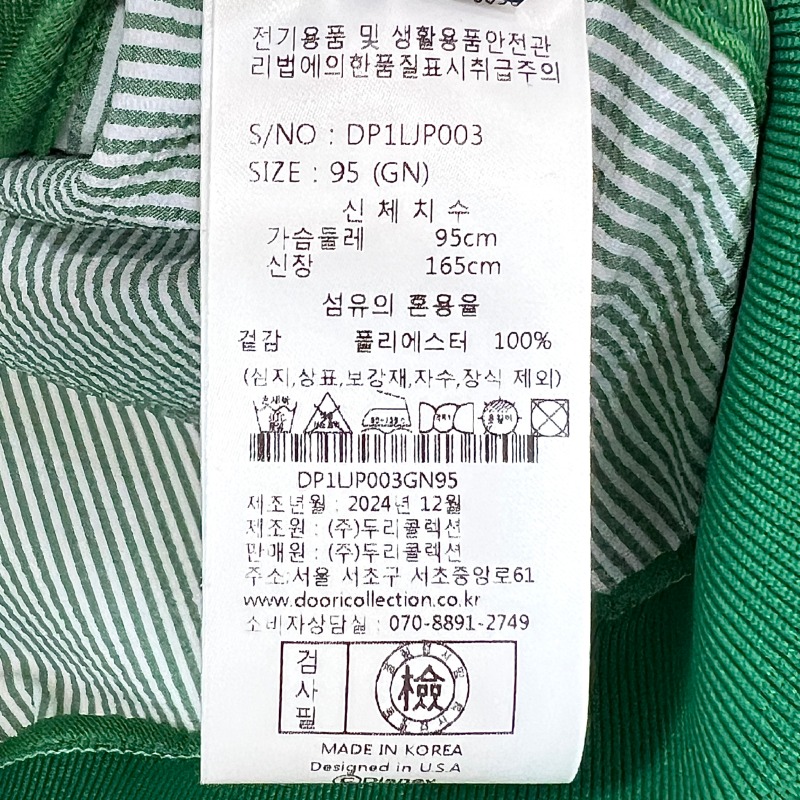 전기용품 및 생활용품안전관
리법에의한품질표시취급주의
S/NO : DP1LJP003
SIZE : 95 (GN)
신 체 치 수
가슴둘레 95cm
신장 165cm
섬유의 혼용율
겉감 폴리에스터 100%
(심지,상표,보강재,자수,장식 제외)
DP1LJP003GN95
제조년월 : 2024년 12월
제조원 : (주)두리콜렉션
판매원 : (주)두리콜렉션
주소:서울 서초구 서초중앙로61
www.dooricollection.co.kr
소비자상담실 : 070-8891-2749
검
사
필
檢
MADE IN KOREA
Designed in U.S.A
©Disney